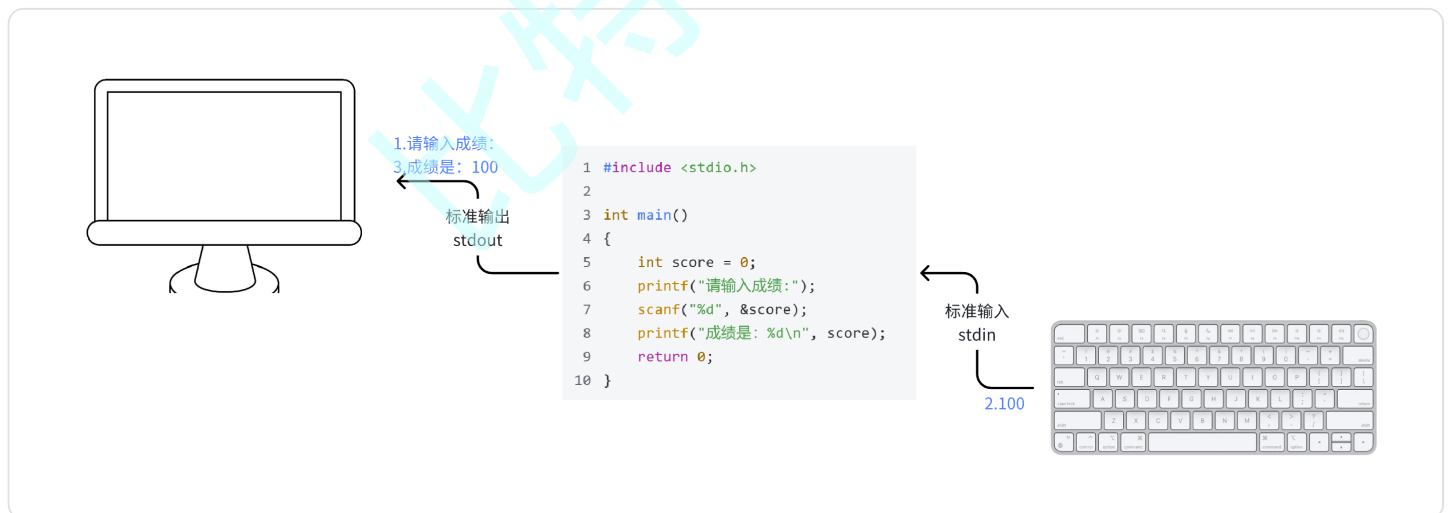 比特
1.请输入成绩：
3.成绩是：100
标准输出
stdout
1 #include <stdio.h>
2
3 int main()
4 {
5     int score = 0;
6     printf("请输入成绩:");
7     scanf("%d", &score);
8     printf("成绩是：%d\n", score);
9     return 0;
10 }
标准输入
stdin
2.100